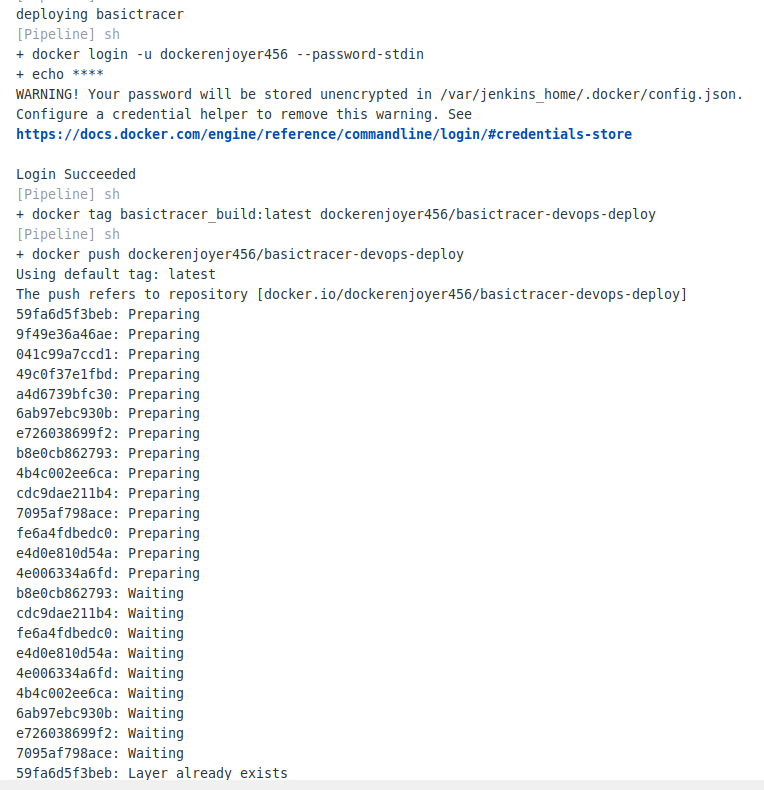 deploying basictracer
[Pipeline] sh
+ docker login -u dockerenjoyer456 --password-stdin
+ echo ****
WARNING! Your password will be stored unencrypted in /var/jenkins_home/.docker/config.json.
Configure a credential helper to remove this warning. See
https://docs.docker.com/engine/reference/commandline/login/#credentials-store
Login Succeeded
[Pipeline] sh
+ docker tag basictracer_build:latest dockerenjoyer456/basictracer-devops-deploy
[Pipeline] sh
+ docker push dockerenjoyer456/basictracer-devops-deploy
Using default tag: latest
The push refers to repository [docker.io/dockerenjoyer456/basictracer-devops-deploy]
59fa6d5f3beb: Preparing
9f49e36a46ae: Preparing
041c99a7ccd1: Preparing
49c0f37e1fbd: Preparing
a4d6739bfc30: Preparing
6ab97ebc930b: Preparing
e726038699f2: Preparing
b8e0cb862793: Preparing
4b4c002ee6ca: Preparing
cdc9dae211b4: Preparing
7095af798ace: Preparing
fe6a4fdbedc0: Preparing
e4d0e810d54a: Preparing
4e006334a6fd: Preparing
b8e0cb862793: Waiting
cdc9dae211b4: Waiting
fe6a4fdbedc0: Waiting
e4d0e810d54a: Waiting
4e006334a6fd: Waiting
4b4c002ee6ca: Waiting
6ab97ebc930b: Waiting
e726038699f2: Waiting
7095af798ace: Waiting
59fa6d5f3beb: Layer already exists